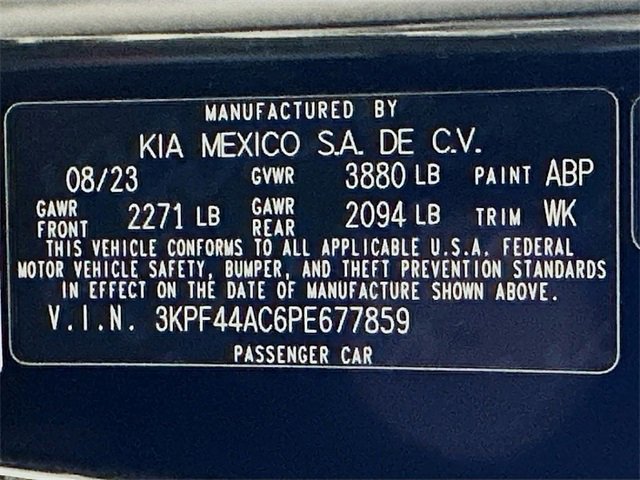 MANUFACTURED BY
KIA MEXICO S.A. DE C.V.
08/23 GVWR 3880 LB PAINT ABP
GAWR FRONT 2271 LB GAWR REAR 2094 LB TRIM WK
THIS VEHICLE CONFORMS TO ALL APPLICABLE U.S.A. FEDERAL
MOTOR VEHICLE SAFETY, BUMPER, AND THEFT PREVENTION STANDARDS
IN EFFECT ON THE DATE OF MANUFACTURE SHOWN ABOVE.
V.I.N. 3KPF44AC6PE677859
PASSENGER CAR